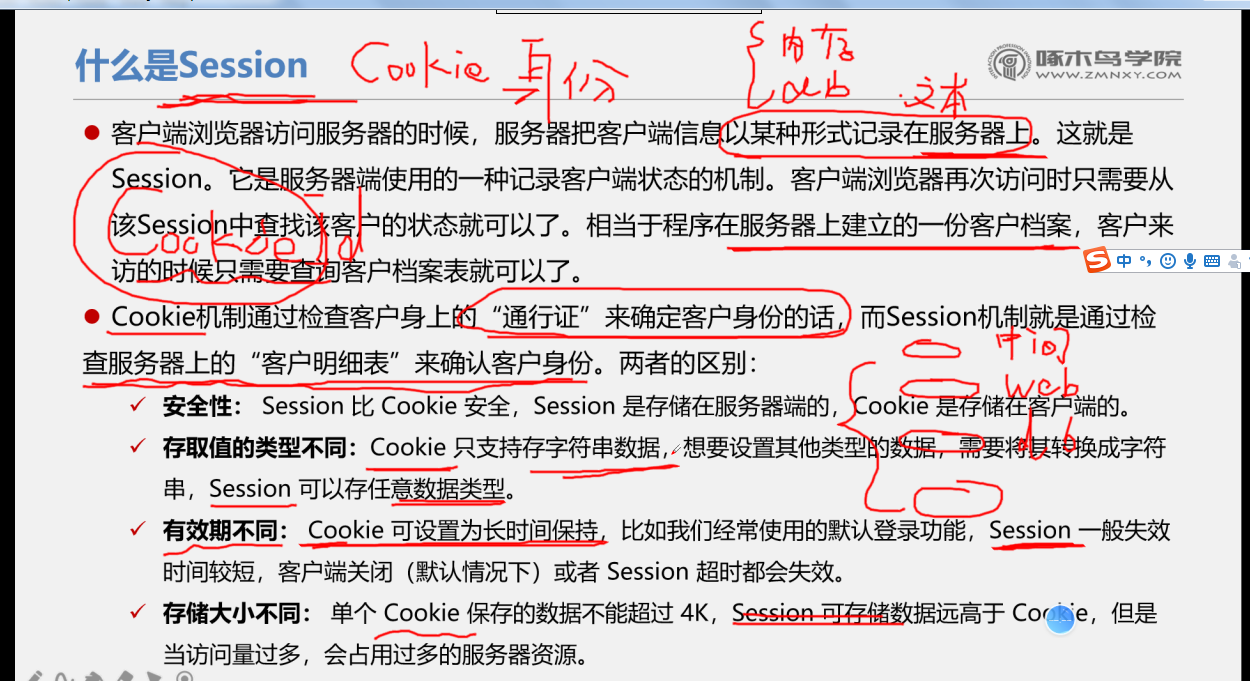 什么是Session
Cookie 身份
内存
db
文本
啄木鸟学院
WWW.ZMNXY.COM
客户端浏览器访问服务器的时候，服务器把客户端信息以某种形式记录在服务器上。这就是
Session。它是服务器端使用的一种记录客户端状态的机制。客户端浏览器再次访问时只需要从
该Session中查找该客户的状态就可以了。相当于程序在服务器上建立的一份客户档案，客户来
访的时候只需要查询客户档案表就可以了。
Cookie机制通过检查客户身上的“通行证”来确定客户身份的话，而Session机制就是通过检
查服务器上的“客户明细表”来确认客户身份。两者的区别：
中间
web
db
安全性： Session 比 Cookie 安全，Session 是存储在服务器端的，Cookie 是存储在客户端的。
存取值的类型不同：Cookie 只支持存字符串数据，想要设置其他类型的数据，需要将其转换成字符
串，Session 可以存任意数据类型。
有效期不同： Cookie 可设置为长时间保持，比如我们经常使用的默认登录功能，Session 一般失效
时间较短，客户端关闭（默认情况下）或者 Session 超时都会失效。
存储大小不同： 单个 Cookie 保存的数据不能超过 4K，Session 可存储数据远高于 Cookie，但是
当访问量过多，会占用过多的服务器资源。
中